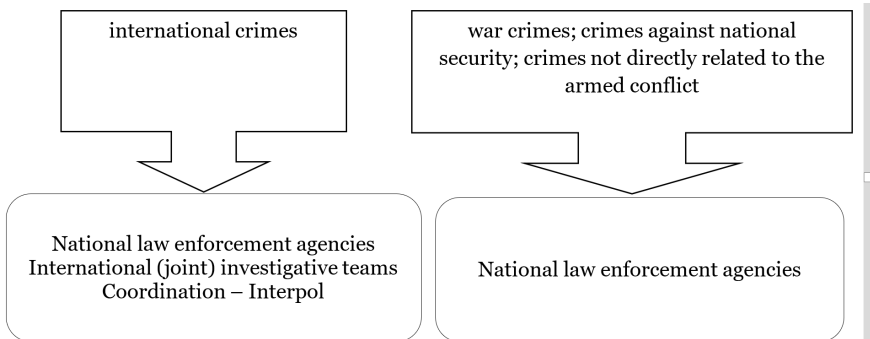 international crimes
war crimes; crimes against national
security; crimes not directly related to the
armed conflict
National law enforcement agencies
International (joint) investigative teams
Coordination – Interpol
National law enforcement agencies